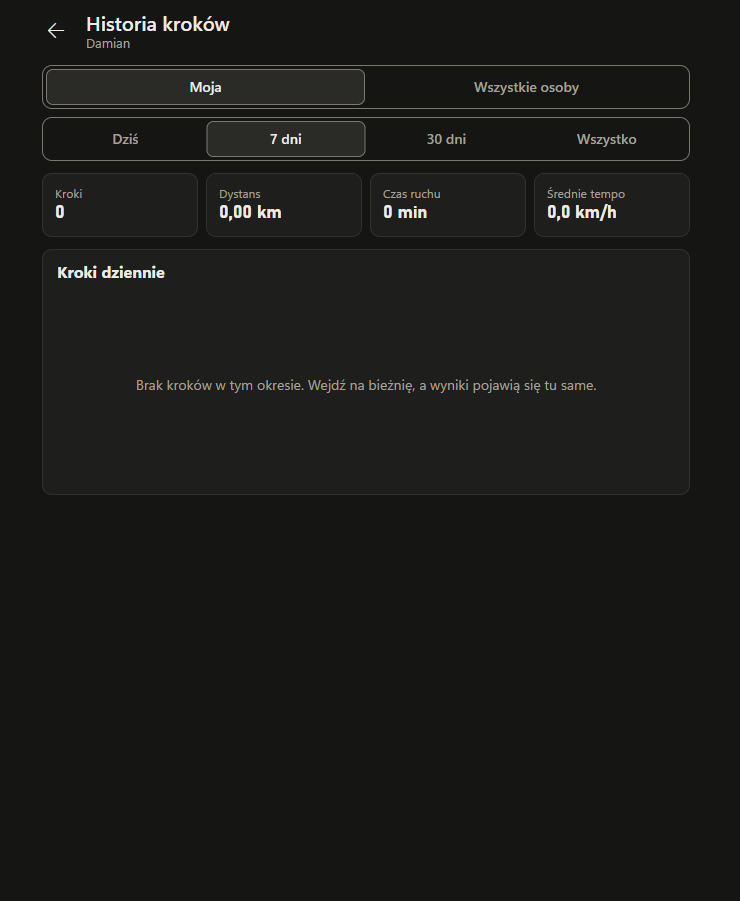 Historia kroków
Damian
Moja
Wszystkie osoby
Dziś
7 dni
30 dni
Wszystko
Kroki
0
Dystans
0,00 km
Czas ruchu
0 min
Średnie tempo
0,0 km/h
Kroki dziennie
Brak kroków w tym okresie. Wejdź na bieżnię, a wyniki pojawią się tu same.